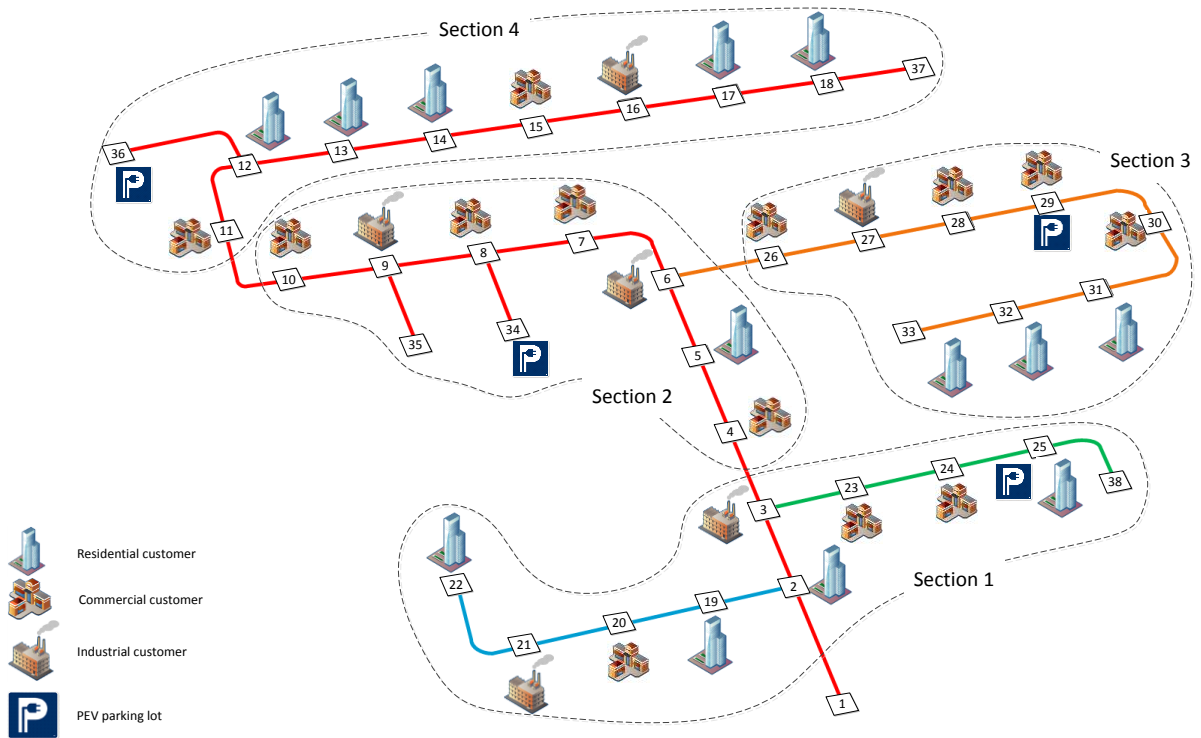 Section 4
37
18
17
16
15
14
13
12
36
11
Section 3
29
30
28
27
26
31
32
33
7
8
9
10
6
34
35
5
Section 2
4
25
24
23
38
3
Section 1
2
19
20
21
22
1
Residential customer
Commercial customer
Industrial customer
P
PEV parking lot
P
P
P
P